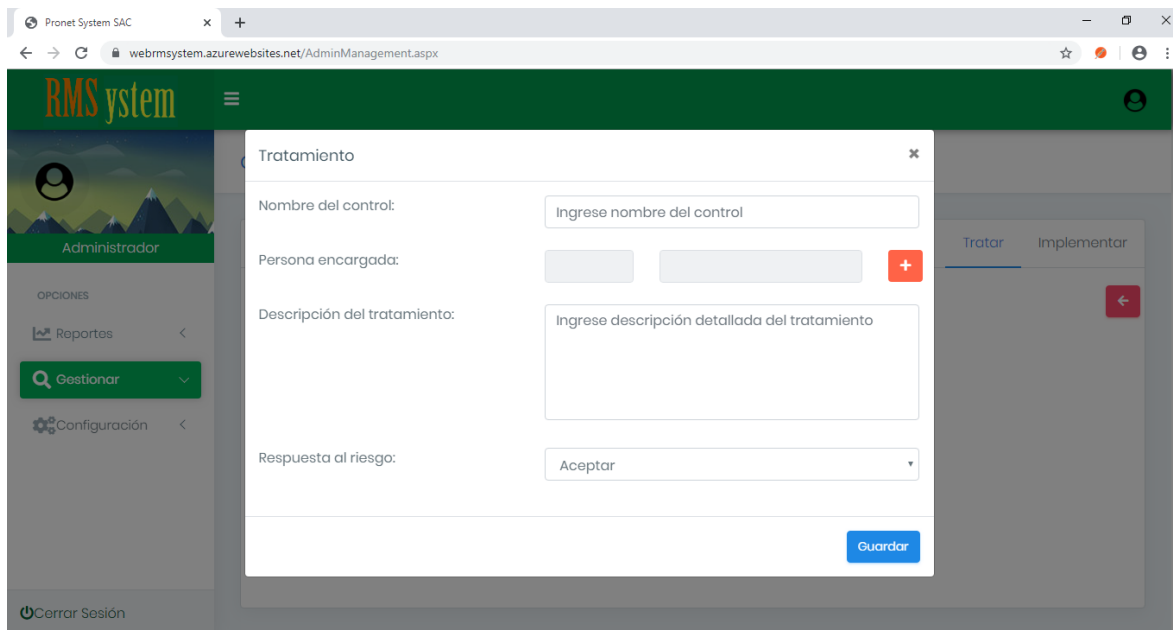 Pronet System SAC
webrmsystem.azurewebsites.net/AdminManagement.aspx
RMSystem
Administrador
OPCIONES
Reportes
Gestionar
Configuración
Cerrar Sesión
Tratar Implementar
Tratamiento
Nombre del control: Ingrese nombre del control
Persona encargada:
Descripción del tratamiento: Ingrese descripción detallada del tratamiento
Respuesta al riesgo: Aceptar
Guardar